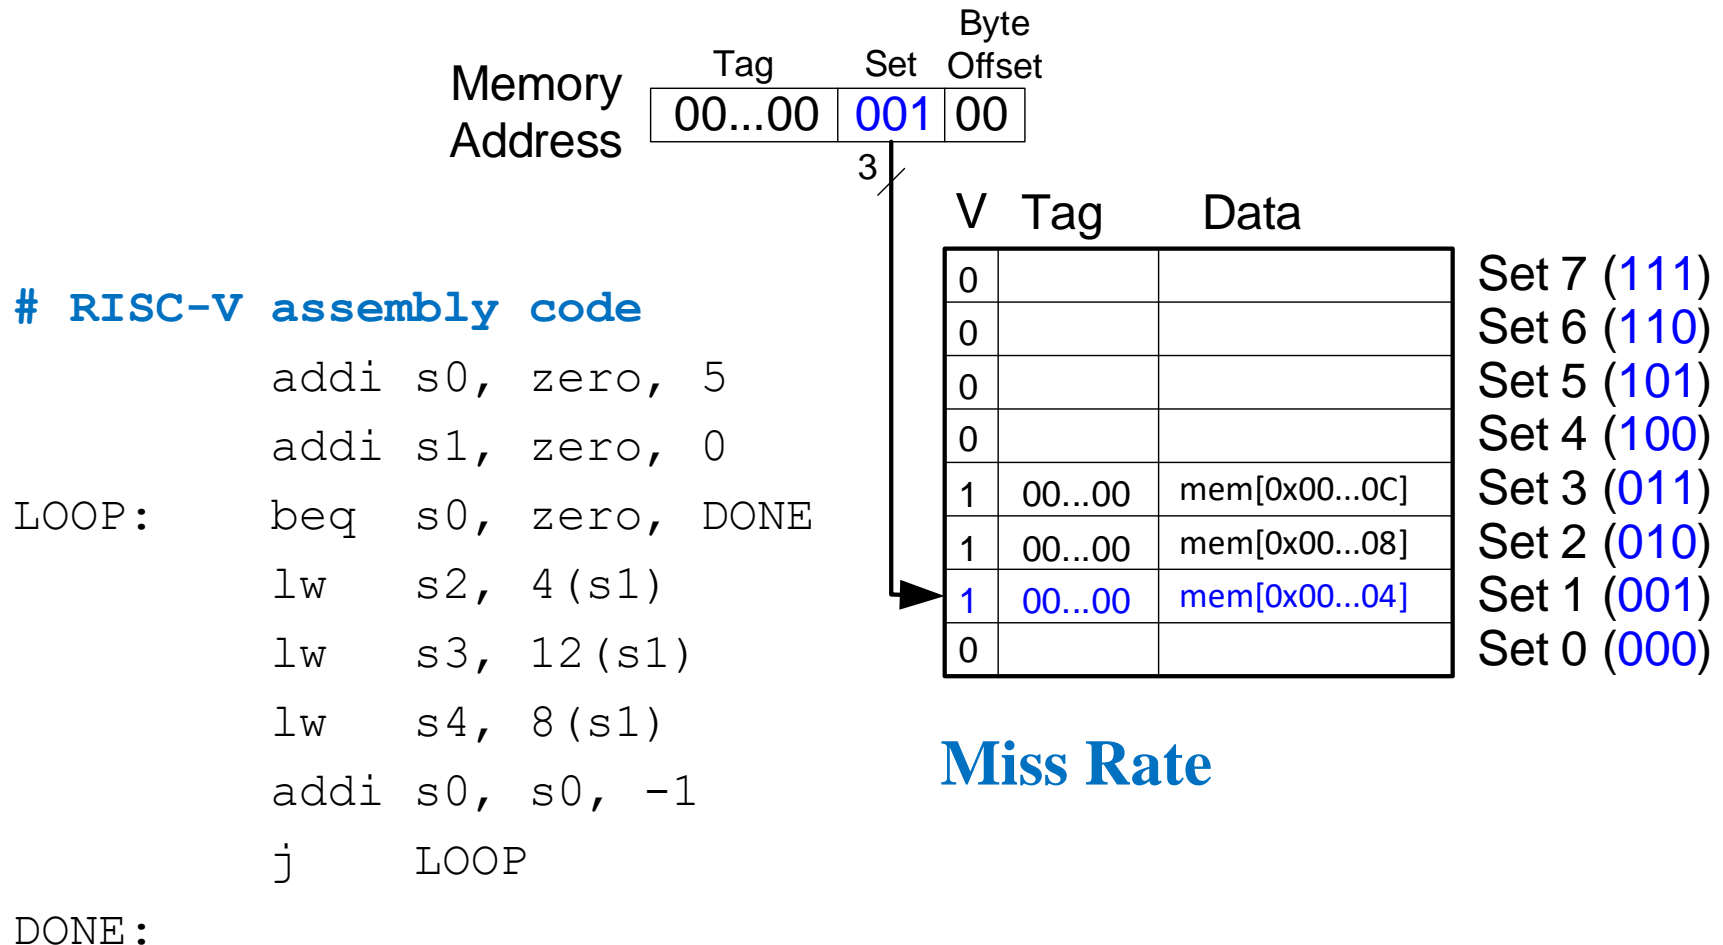 Byte
Tag Set Offset
Memory
Address
00...00 001 00
3
V Tag Data
0 Set 7 (111)
0 Set 6 (110)
0 Set 5 (101)
0 Set 4 (100)
1 00...00 mem[0x00...0C] Set 3 (011)
1 00...00 mem[0x00...08] Set 2 (010)
1 00...00 mem[0x00...04] Set 1 (001)
0 Set 0 (000)
# RISC-V assembly code
addi s0, zero, 5
addi s1, zero, 0
LOOP: beq s0, zero, DONE
lw s2, 4(s1)
lw s3, 12(s1)
lw s4, 8(s1)
addi s0, s0, -1
j LOOP
DONE:
Miss Rate